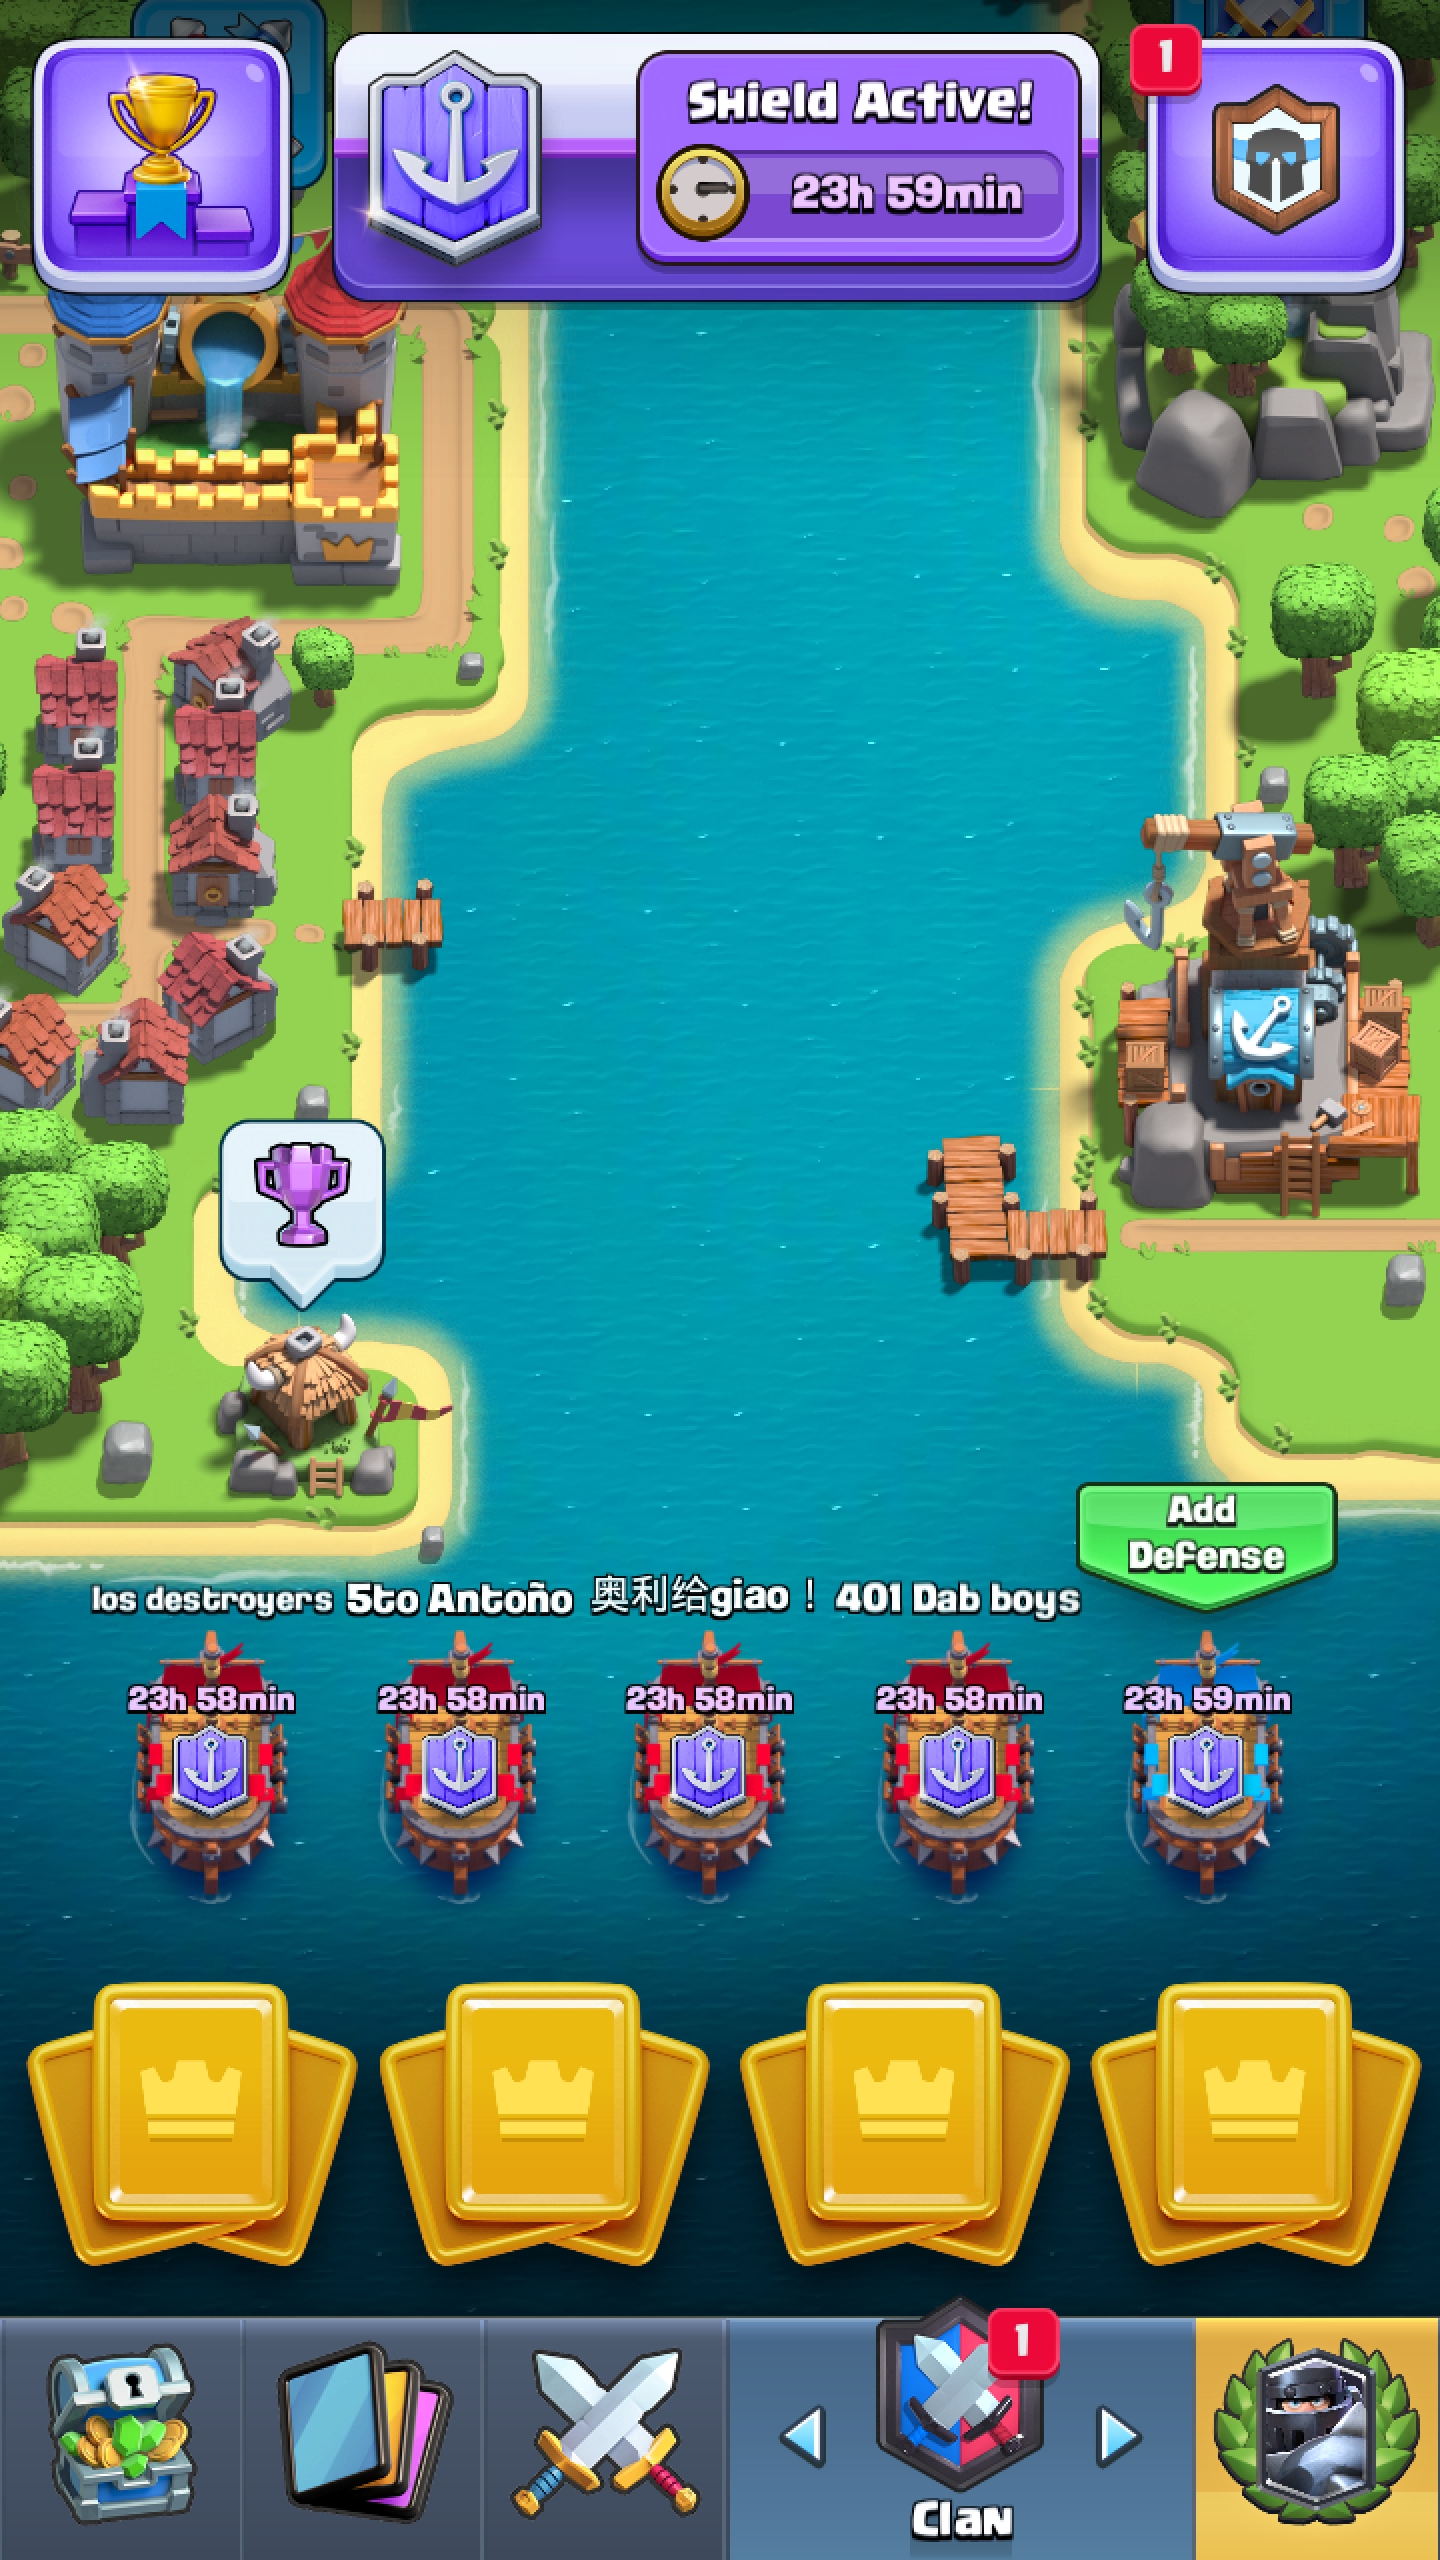 1
Shield Active!
23h 59min
Add
Defense
los destroyers 5to Antoño 奥利给giao！ 401 Dab boys
23h 58min 23h 58min 23h 58min 23h 58min 23h 59min
1
Clan